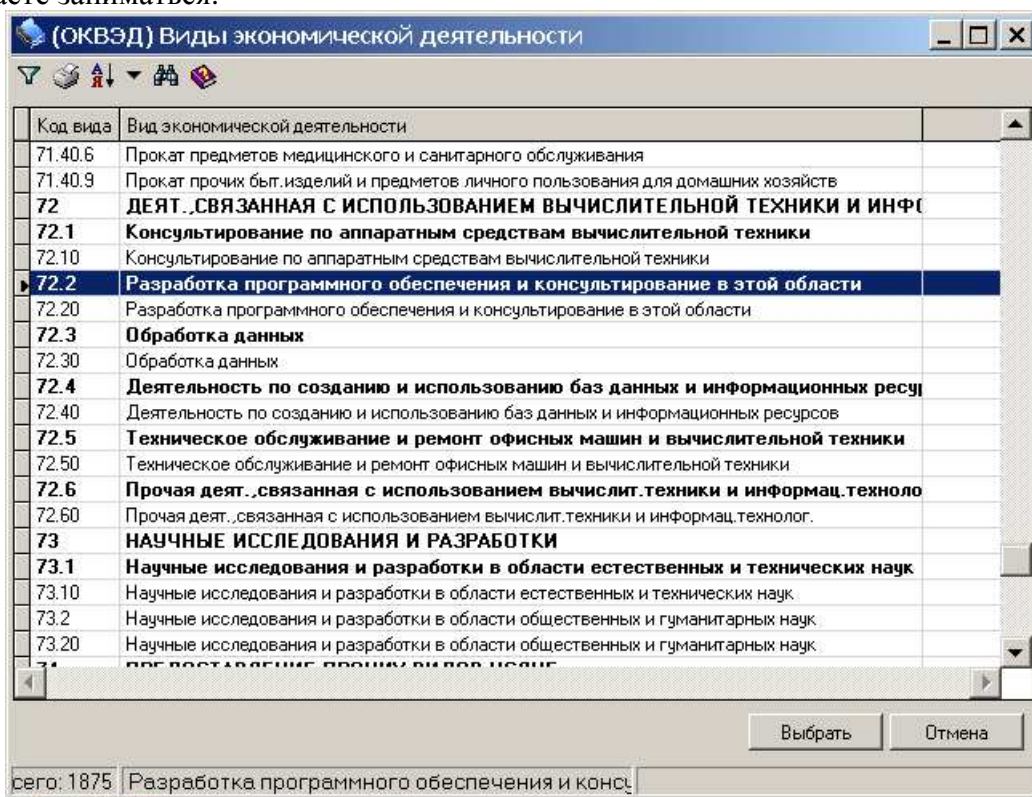 заниматься.
(ОКВЭД) Виды экономической деятельности
Код вида Вид экономической деятельности
71.40.6 Прокат предметов медицинского и санитарного обслуживания
71.40.9 Прокат прочих быт.изделий и предметов личного пользования для домашних хозяйств
72 ДЕЯТ.,СВЯЗАННАЯ С ИСПОЛЬЗОВАНИЕМ ВЫЧИСЛИТЕЛЬНОЙ ТЕХНИКИ И ИНФО
72.1 Консультирование по аппаратным средствам вычислительной техники
72.10 Консультирование по аппаратным средствам вычислительной техники
72.2 Разработка программного обеспечения и консультирование в этой области
72.20 Разработка программного обеспечения и консультирование в этой области
72.3 Обработка данных
72.30 Обработка данных
72.4 Деятельность по созданию и использованию баз данных и информационных ресур
72.40 Деятельность по созданию и использованию баз данных и информационных ресурсов
72.5 Техническое обслуживание и ремонт офисных машин и вычислительной техники
72.50 Техническое обслуживание и ремонт офисных машин и вычислительной техники
72.6 Прочая деят.,связанная с использованием вычислит.техники и информац.техноло
72.60 Прочая деят.,связанная с использованием вычислит.техники и информац.технолог.
73 НАУЧНЫЕ ИССЛЕДОВАНИЯ И РАЗРАБОТКИ
73.1 Научные исследования и разработки в области естественных и технических наук
73.10 Научные исследования и разработки в области естественных и технических наук
73.2 Научные исследования и разработки в области общественных и гуманитарных наук
73.20 Научные исследования и разработки в области общественных и гуманитарных наук
74 ПРЕДОСТАВЛЕНИЕ ПРОЧИХ ВИДОВ УСЛУГ
Выбрать Отмена
сего: 1875 Разработка программного обеспечения и консу